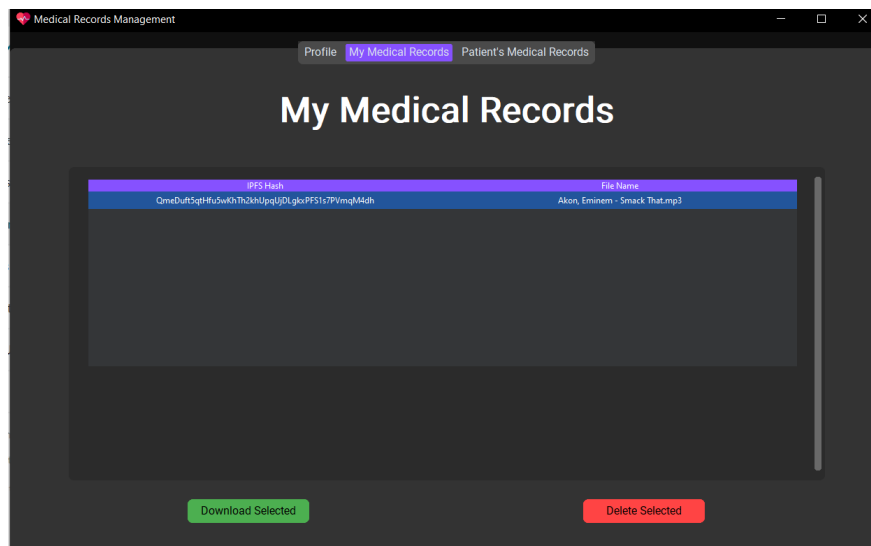 Medical Records Management
Profile My Medical Records Patient's Medical Records
My Medical Records
IPFS Hash File Name
QmeDuft5qtHfu5wKhTh2khUpqUjDLgkxPFS1s7PVmqM4dh Akon, Eminem - Smack That.mp3
Download Selected Delete Selected